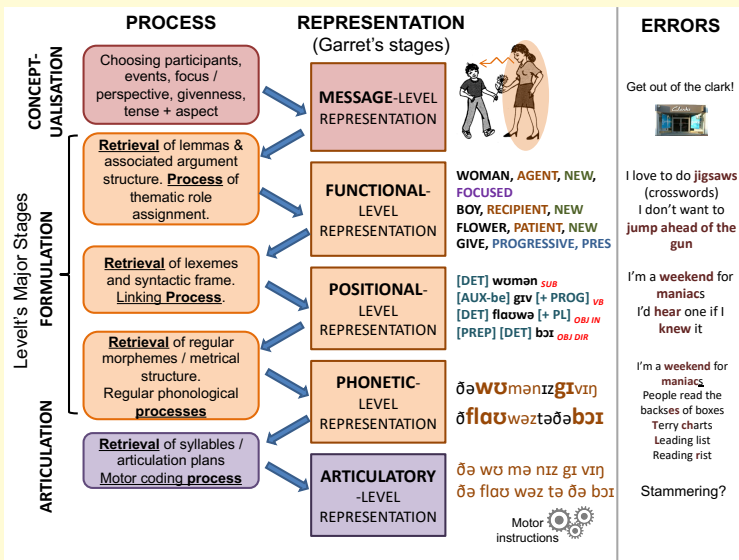 PROCESS
REPRESENTATION
(Garret's stages)
ERRORS
Levelt's Major Stages
CONCEPT-
UALISATION
FORMULATION
ARTICULATION
Choosing participants,
events, focus /
perspective, givenness,
tense + aspect
MESSAGE-LEVEL
REPRESENTATION
Get out of the clark!
Clarks
Retrieval of lemmas &
associated argument
structure. Process of
thematic role
assignment.
FUNCTIONAL-
LEVEL
REPRESENTATION
WOMAN, AGENT, NEW,
FOCUSED
BOY, RECIPIENT, NEW
FLOWER, PATIENT, NEW
GIVE, PROGRESSIVE, PRES
I love to do jigsaws
(crosswords)
I don't want to
jump ahead of the
gun
Retrieval of lexemes
and syntactic frame.
Linking Process.
POSITIONAL-
LEVEL
REPRESENTATION
[DET] wʊmən SUB
[AUX-be] gɪv [+ PROG] VB
[DET] flaʊwə [+ PL] OBJ IN
[PREP] [DET] bɔɪ OBJ DIR
I'm a weekend for
maniacs
I'd hear one if I
knew it
Retrieval of regular
morphemes / metrical
structure.
Regular phonological
processes
PHONETIC-
LEVEL
REPRESENTATION
ðəwʊmənɪzgɪvɪŋ
ðflaʊwəztəðəbɔɪ
I'm a weekend for
maniacs
People read the
backses of boxes
Terry charts
Leading list
Reading rist
Retrieval of syllables /
articulation plans
Motor coding process
ARTICULATORY
-LEVEL
REPRESENTATION
ðə wʊ mə nɪz gɪ vɪŋ
ðə flaʊ wəz tə ðə bɔɪ
Motor
instructions
Stammering?